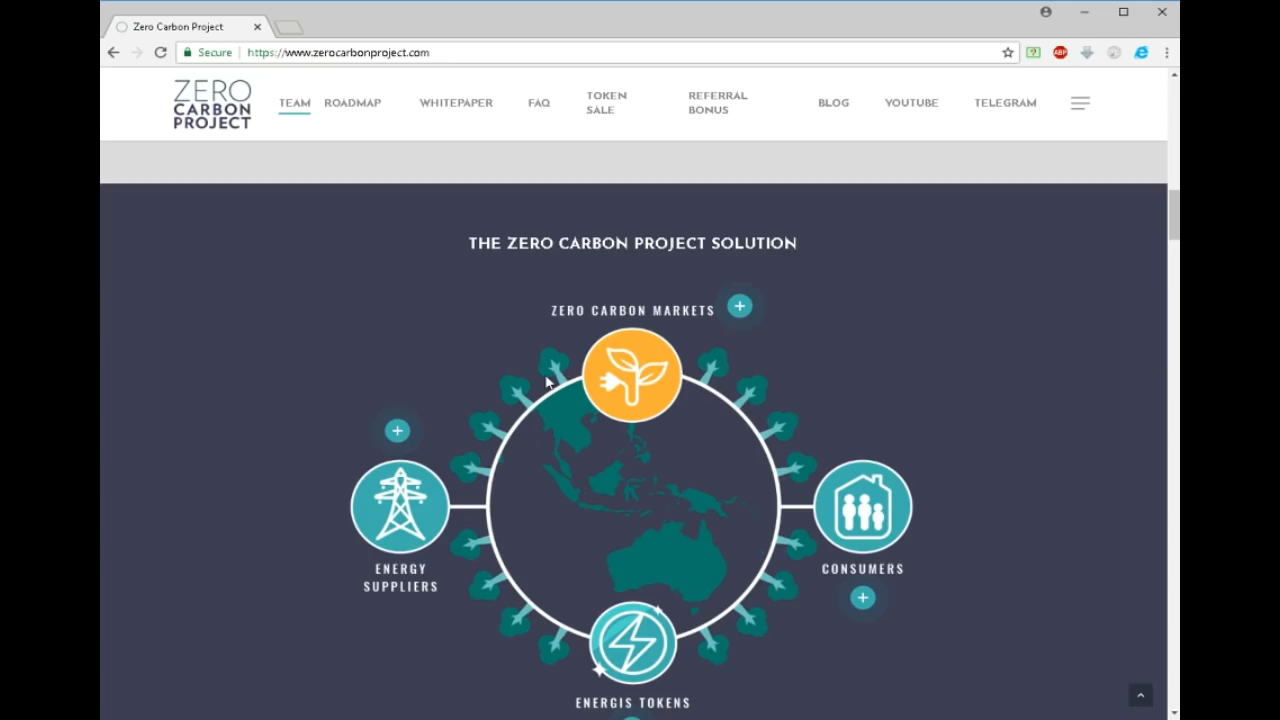 Zero Carbon Project
Secure
https://www.zerocarbonproject.com
ABP
ZERO
CARBON
PROJECT
TEAM
ROADMAP
WHITEPAPER
FAQ
TOKEN
SALE
REFERRAL
BONUS
BLOG
YOUTUBE
TELEGRAM
THE ZERO CARBON PROJECT SOLUTION
ZERO CARBON MARKETS
ENERGY
SUPPLIERS
CONSUMERS
ENERGIS TOKENS